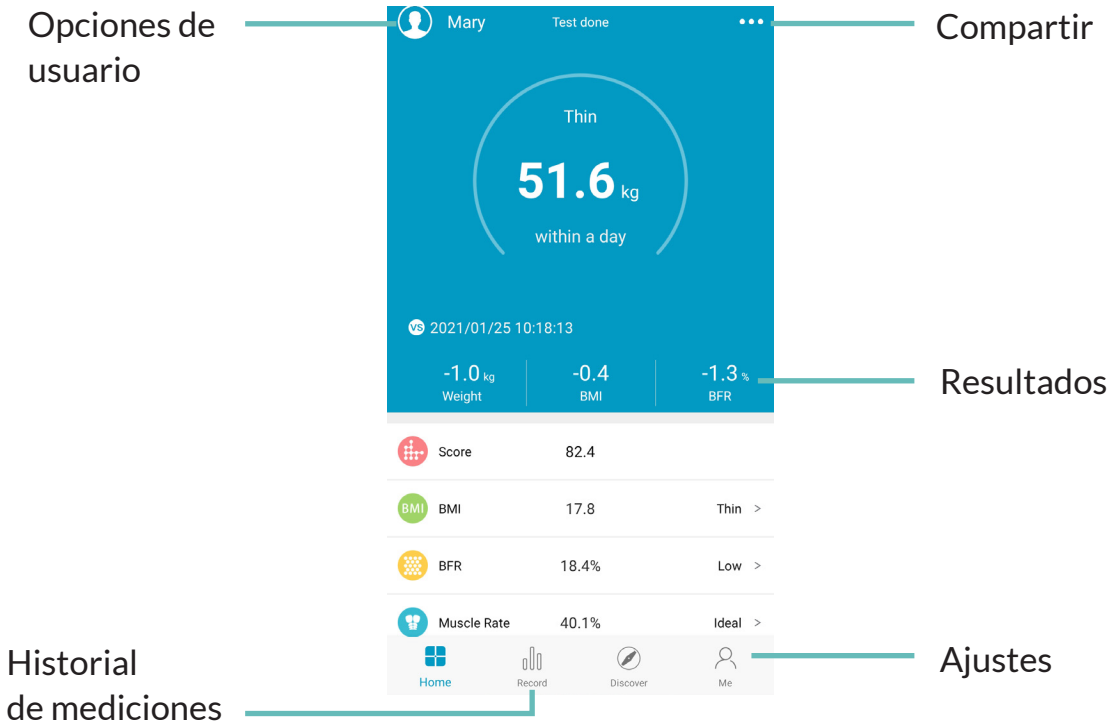 Opciones de
usuario
Mary
Test done
Compartir
Thin
51.6 kg
within a day
VS 2021/01/25 10:18:13
-1.0 kg
Weight
-0.4
BMI
-1.3 %
BFR
Resultados
Score 82.4
BMI BMI 17.8 Thin >
BFR 18.4% Low >
Muscle Rate 40.1% Ideal >
Home Record Discover Me
Ajustes
Historial
de mediciones